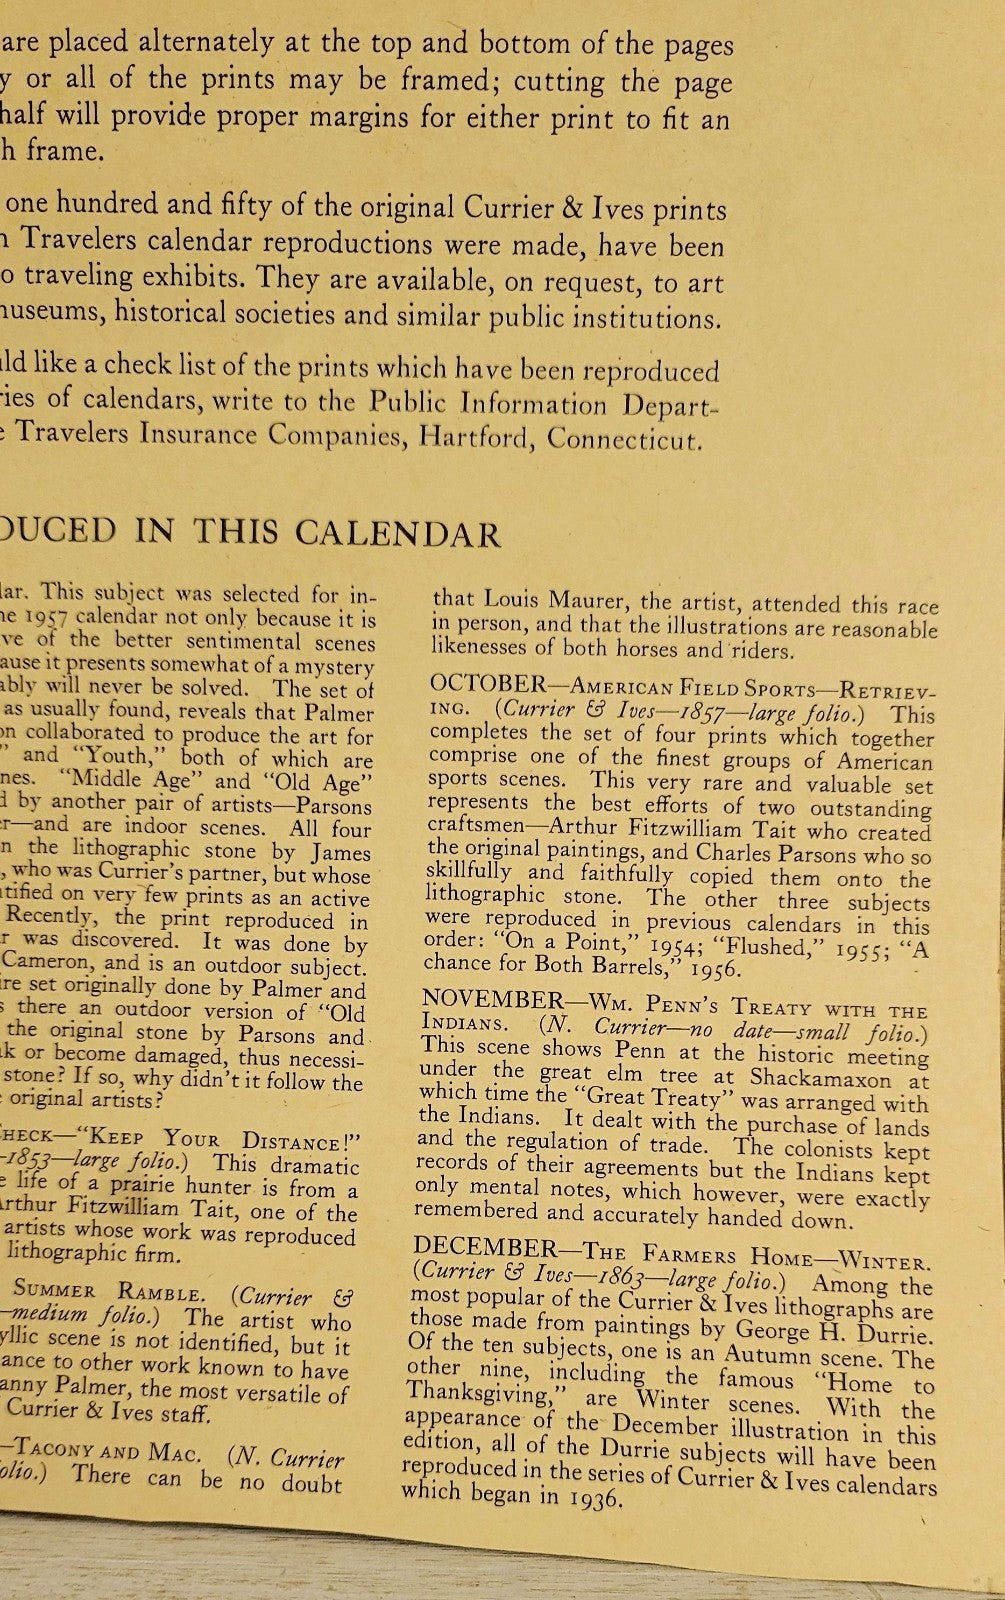 are placed alternately at the top and bottom of the pages
y or all of the prints may be framed; cutting the page
half will provide proper margins for either print to fit an
h frame.
one hundred and fifty of the original Currier & Ives prints
Travelers calendar reproductions were made, have been
o traveling exhibits. They are available, on request, to art
museums, historical societies and similar public institutions.
ld like a check list of the prints which have been reproduced
ries of calendars, write to the Public Information Depart-
e Travelers Insurance Companies, Hartford, Connecticut.
DUCED IN THIS CALENDAR
lar. This subject was selected for in-
he 1957 calendar not only because it is
ve of the better sentimental scenes
ause it presents somewhat of a mystery
ably will never be solved. The set of
as usually found, reveals that Palmer
on collaborated to produce the art for
" and "Youth," both of which are
nes. "Middle Age" and "Old Age"
d by another pair of artists—Parsons
r—and are indoor scenes. All four
n the lithographic stone by James
, who was Currier's partner, but whose
tified on very few prints as an active
Recently, the print reproduced in
r was discovered. It was done by
Cameron, and is an outdoor subject.
ire set originally done by Palmer and
s there an outdoor version of "Old
the original stone by Parsons and
ak or become damaged, thus necessi-
stone? If so, why didn't it follow the
original artists?
HECK—"KEEP YOUR DISTANCE!"
—1853—large folio.) This dramatic
e life of a prairie hunter is from a
Arthur Fitzwilliam Tait, one of the
artists whose work was reproduced
lithographic firm.
SUMMER RAMBLE. (Currier &
—medium folio.) The artist who
yllic scene is not identified, but it
ance to other work known to have
anny Palmer, the most versatile of
Currier & Ives staff.
—TACONY AND MAC. (N. Currier
olio.) There can be no doubt
that Louis Maurer, the artist, attended this race
in person, and that the illustrations are reasonable
likenesses of both horses and riders.
OCTOBER—AMERICAN FIELD SPORTS—RETRIEV-
ING. (Currier & Ives—1857—large folio.) This
completes the set of four prints which together
comprise one of the finest groups of American
sports scenes. This very rare and valuable set
represents the best efforts of two outstanding
craftsmen—Arthur Fitzwilliam Tait who created
the original paintings, and Charles Parsons who so
skillfully and faithfully copied them onto the
lithographic stone. The other three subjects
were reproduced in previous calendars in this
order: "On a Point," 1954; "Flushed," 1955; "A
chance for Both Barrels," 1956.
NOVEMBER—WM. PENN'S TREATY WITH THE
INDIANS. (N. Currier—no date—small folio.)
This scene shows Penn at the historic meeting
under the great elm tree at Shackamaxon at
which time the "Great Treaty" was arranged with
the Indians. It dealt with the purchase of lands
and the regulation of trade. The colonists kept
records of their agreements but the Indians kept
only mental notes, which however, were exactly
remembered and accurately handed down.
DECEMBER—THE FARMERS HOME—WINTER.
(Currier & Ives—1863—large folio.) Among the
most popular of the Currier & Ives lithographs are
those made from paintings by George H. Durrie.
Of the ten subjects, one is an Autumn scene. The
other nine, including the famous "Home to
Thanksgiving," are Winter scenes. With the
appearance of the December illustration in this
edition, all of the Durrie subjects will have been
reproduced in the series of Currier & Ives calendars
which began in 1936.